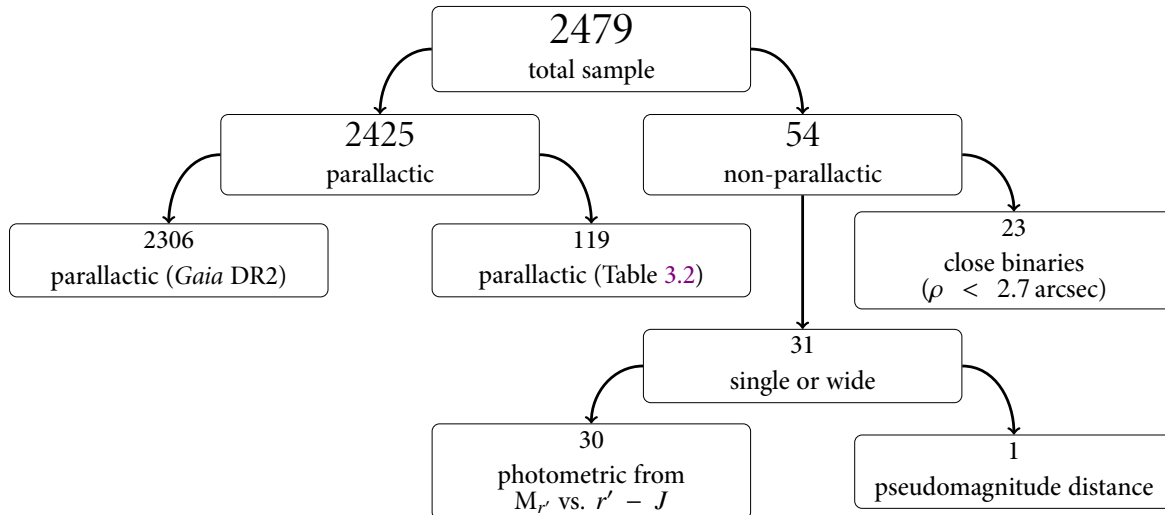 2479
total sample
2425
parallactic
54
non-parallactic
2306
parallactic (Gaia DR2)
119
parallactic (Table 3.2)
23
close binaries
(ρ < 2.7 arcsec)
31
single or wide
30
photometric from
M_{r′} vs. r′ − J
1
pseudomagnitude distance